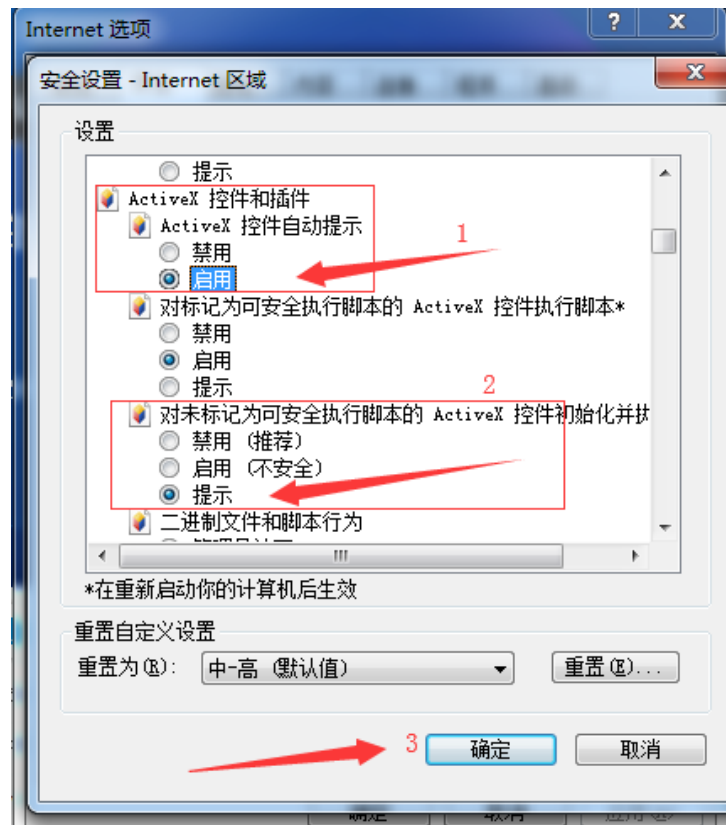 Internet 选项
安全设置 - Internet 区域
设置
提示
ActiveX 控件和插件
ActiveX 控件自动提示
1
禁用
启用
对标记为可安全执行脚本的 ActiveX 控件执行脚本*
禁用
启用
提示
2
对未标记为可安全执行脚本的 ActiveX 控件初始化并执
禁用 (推荐)
启用 (不安全)
提示
二进制文件和脚本行为
*在重新启动你的计算机后生效
重置自定义设置
重置为(R): 中-高 (默认值) 重置(E)...
3 确定 取消
确定 取消